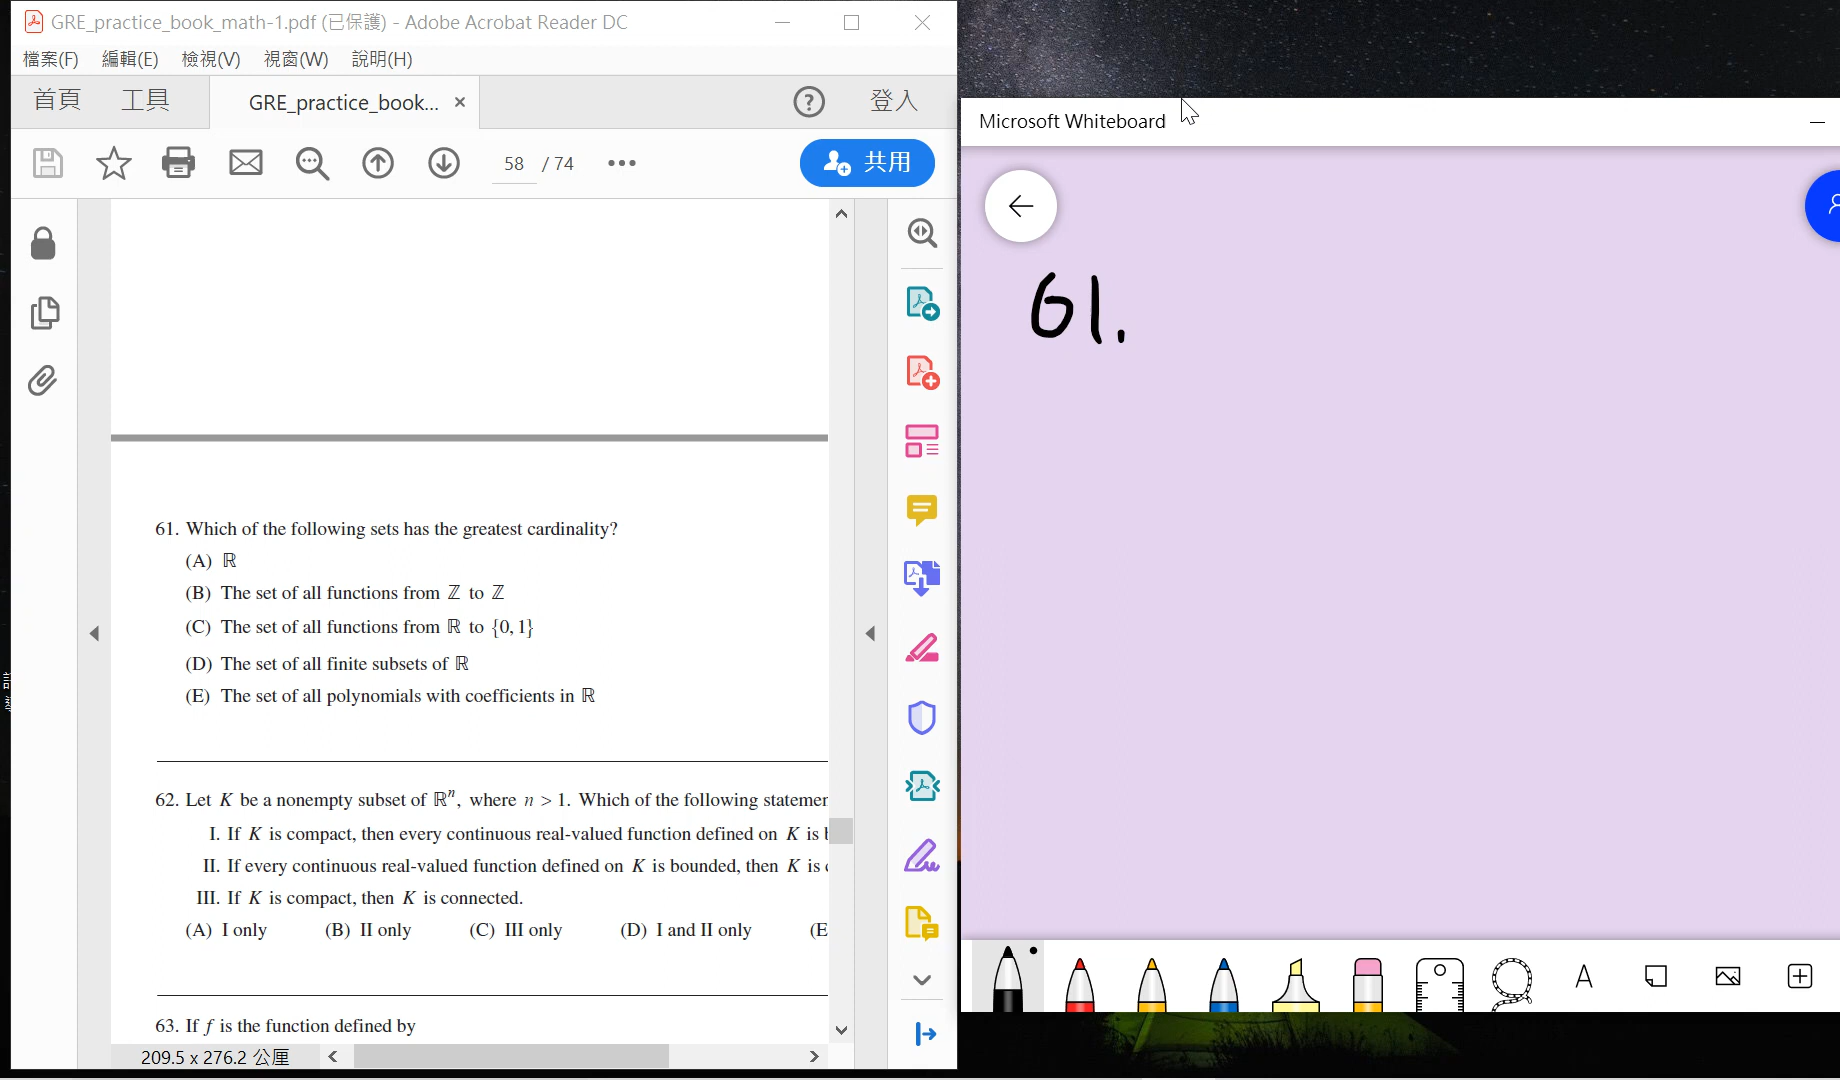 GRE_practice_book_math-1.pdf (已保護) - Adobe Acrobat Reader DC
檔案(F) 編輯(E) 檢視(V) 視窗(W) 說明(H)
首頁 工具 GRE_practice_book... × 登入
58 / 74 共用
61. Which of the following sets has the greatest cardinality?
(A) ℝ
(B) The set of all functions from ℤ to ℤ
(C) The set of all functions from ℝ to {0, 1}
(D) The set of all finite subsets of ℝ
(E) The set of all polynomials with coefficients in ℝ
62. Let K be a nonempty subset of ℝⁿ, where n > 1. Which of the following
I. If K is compact, then every continuous real-valued function defined on K is
II. If every continuous real-valued function defined on K is bounded, then K is
III. If K is compact, then K is connected.
(A) I only (B) II only (C) III only (D) I and II only (E
63. If f is the function defined by
209.5 x 276.2 公厘
Microsoft Whiteboard
61.